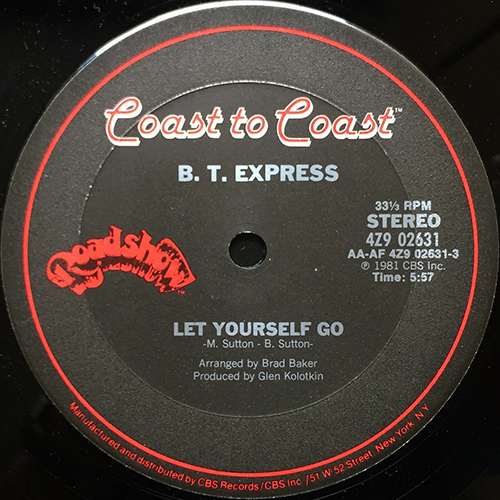 Coast to Coast™
B. T. EXPRESS
33⅓ RPM
STEREO
4Z9 02631
AA-AF 4Z9 02631-3
℗ 1981 CBS Inc.
Time: 5:57
Roadshow™
LET YOURSELF GO
-M. Sutton - B. Sutton-
Arranged by Brad Baker
Produced by Glen Kolotkin
Manufactured and distributed by CBS Records/CBS Inc./51 W 52 Street, New York, N.Y.